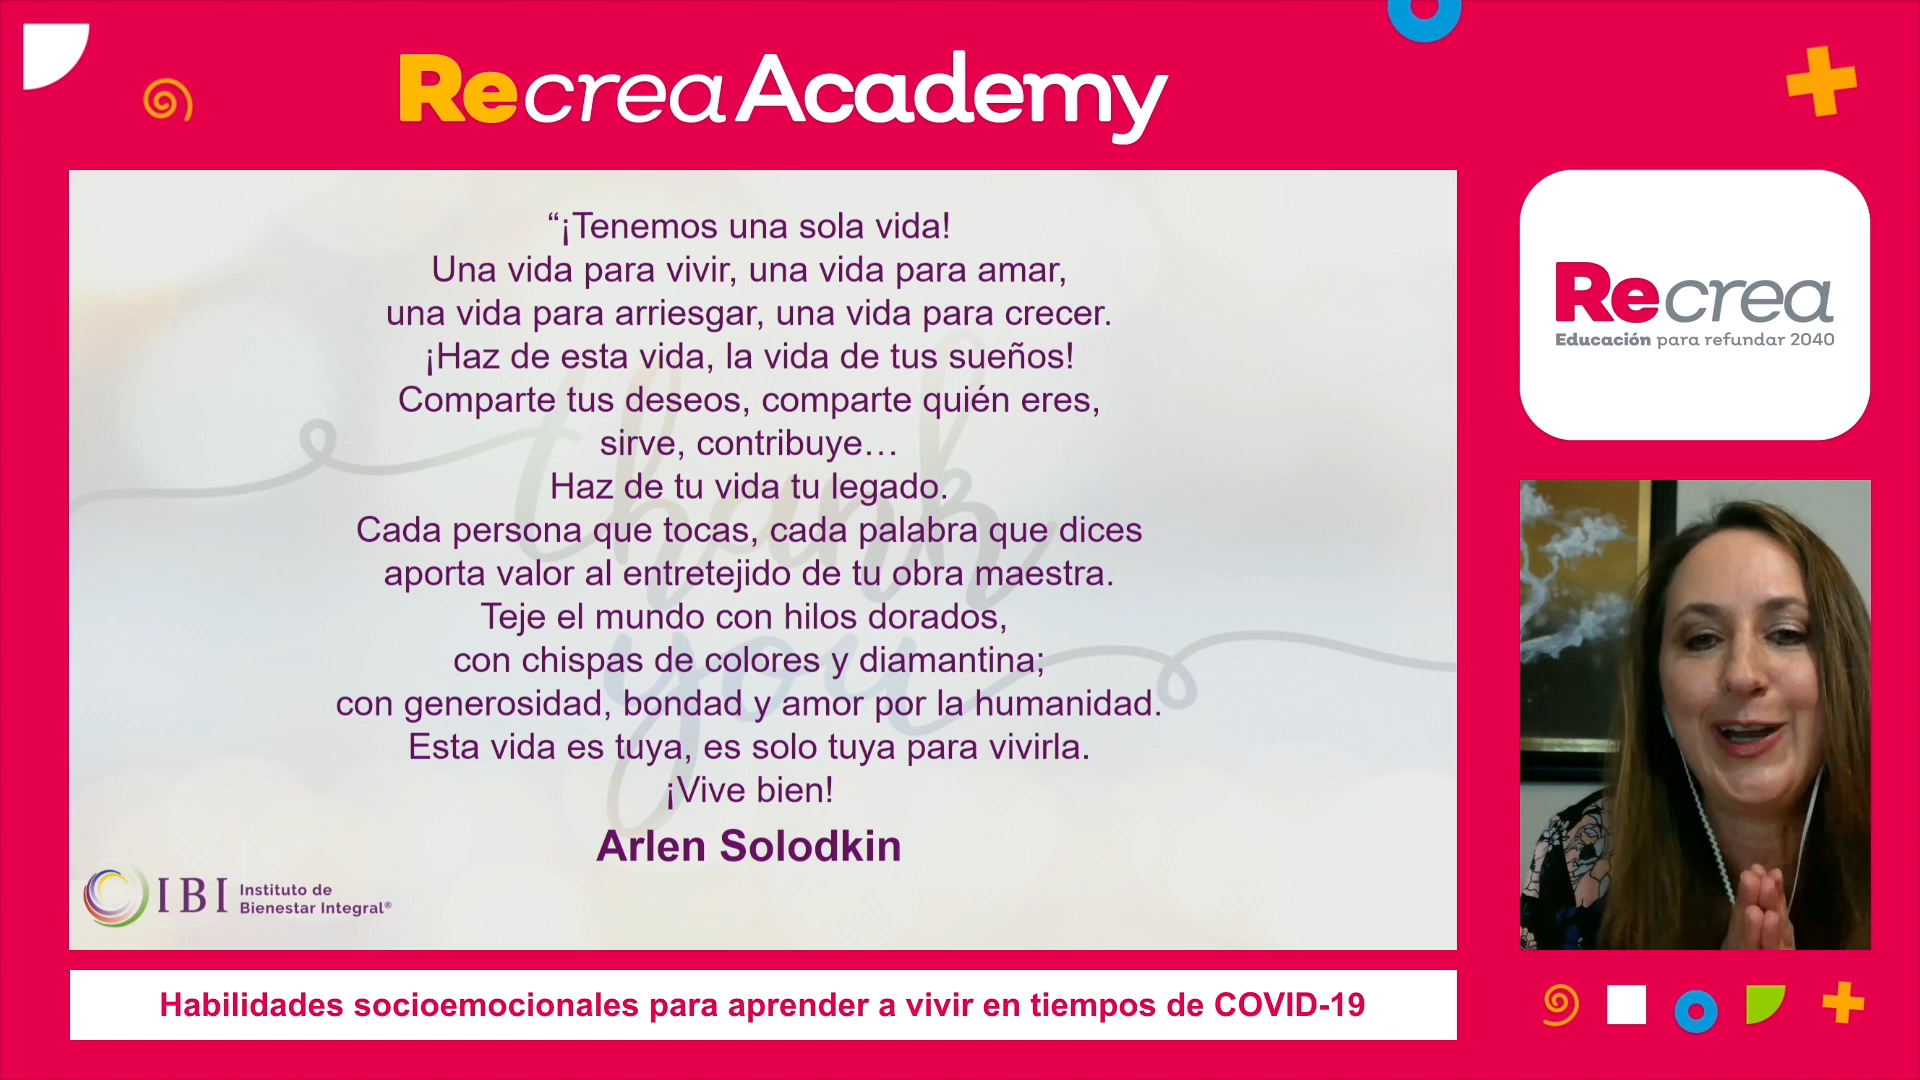 RecreaAcademy
“¡Tenemos una sola vida!
Una vida para vivir, una vida para amar,
una vida para arriesgar, una vida para crecer.
¡Haz de esta vida, la vida de tus sueños!
Comparte tus deseos, comparte quién eres,
sirve, contribuye…
Haz de tu vida tu legado.
Cada persona que tocas, cada palabra que dices
aporta valor al entretejido de tu obra maestra.
Teje el mundo con hilos dorados,
con chispas de colores y diamantina;
con generosidad, bondad y amor por la humanidad.
Esta vida es tuya, es solo tuya para vivirla.
¡Vive bien!
Arlen Solodkin
thank
you
IBI Instituto de
Bienestar Integral®
Recrea
Educación para refundar 2040
Habilidades socioemocionales para aprender a vivir en tiempos de COVID-19